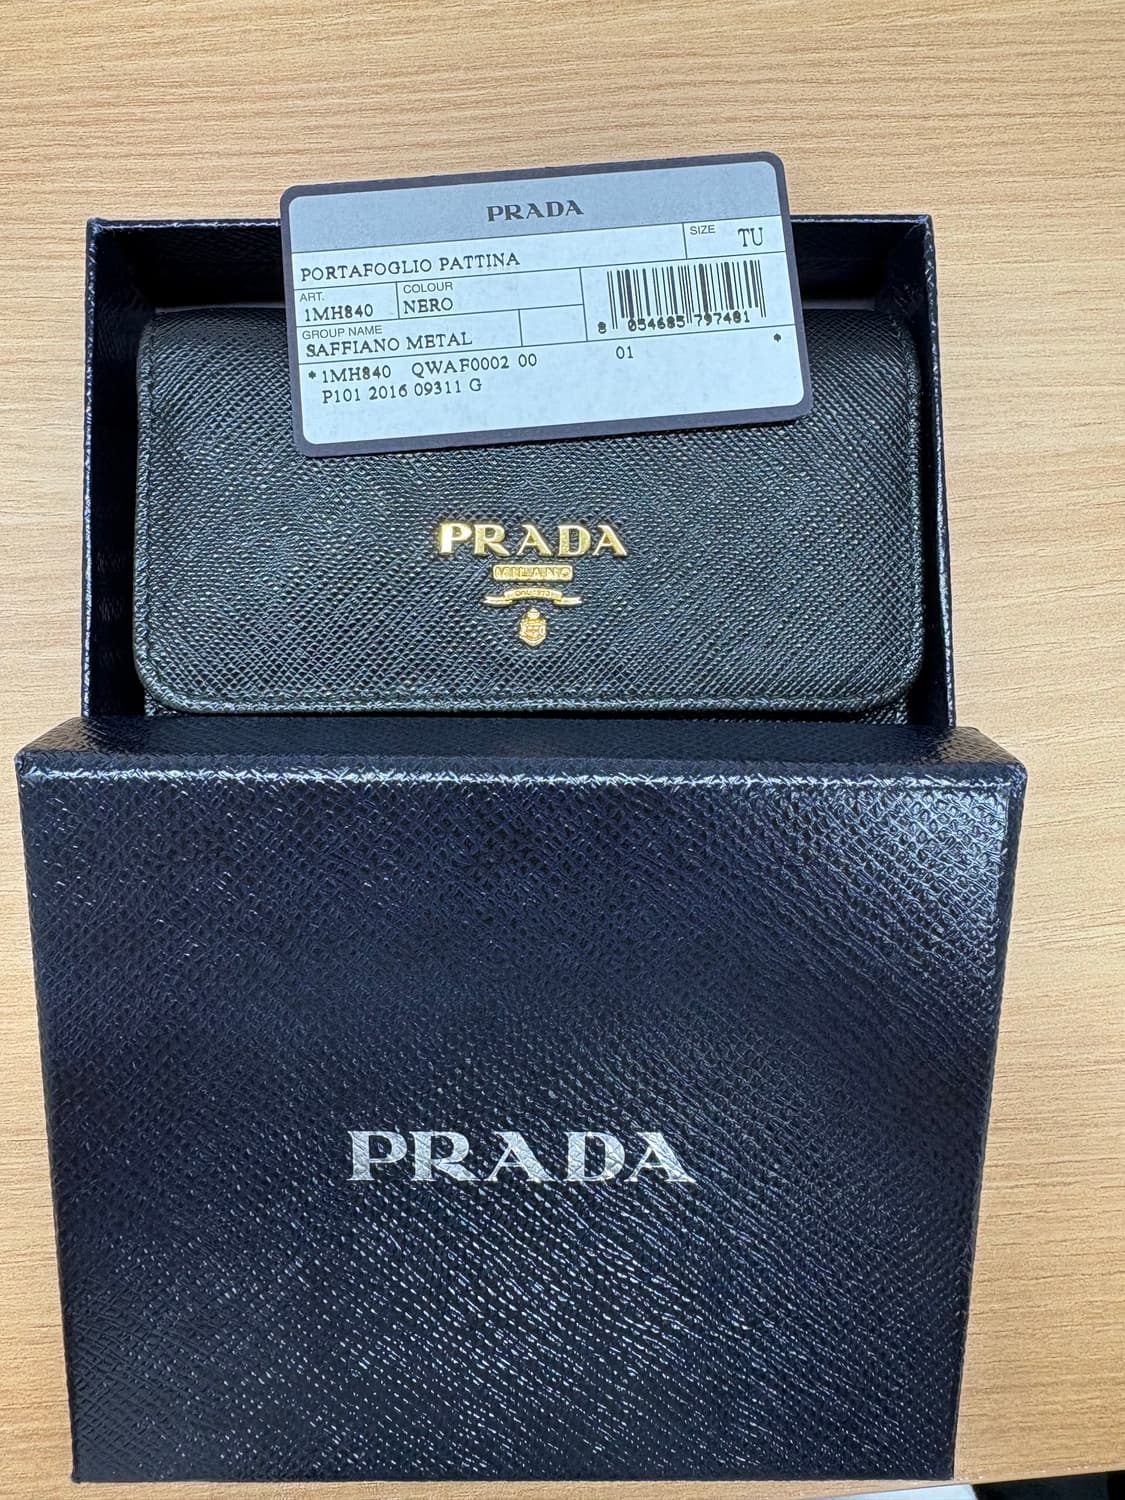 PRADA
SIZE TU
PORTAFOGLIO PATTINA
ART. COLOUR
1MH840 NERO
GROUP NAME
SAFFIANO METAL
8 054685 797481
*1MH840 QWAF0002 00 01 *
P101 2016 09311 G
PRADA
MILANO
PRADA